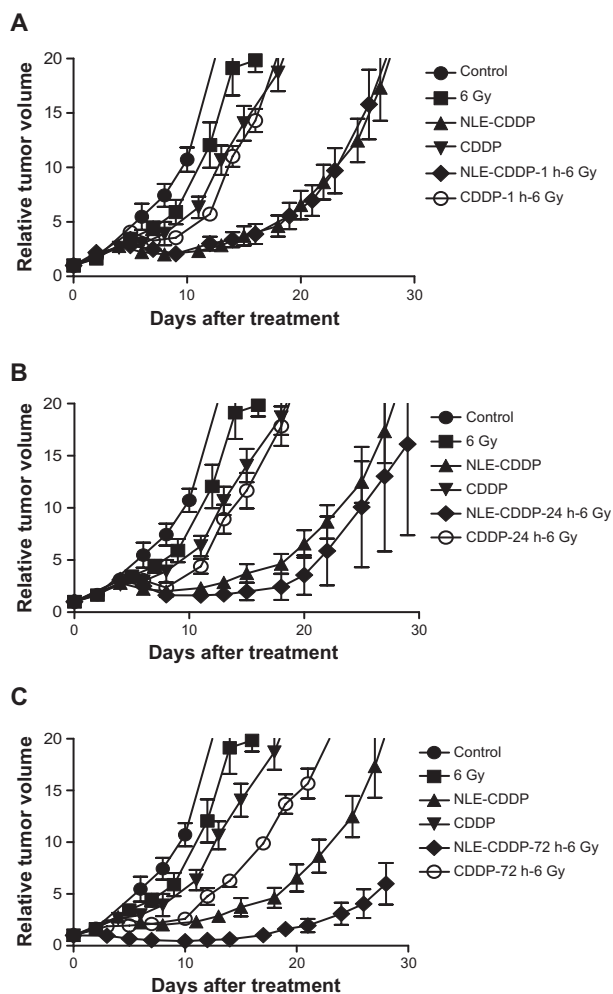 A
Relative tumor volume
20
15
10
5
0
0 10 20 30
Days after treatment
Control
6 Gy
NLE-CDDP
CDDP
NLE-CDDP-1 h-6 Gy
CDDP-1 h-6 Gy
B
Relative tumor volume
20
15
10
5
0
0 10 20 30
Days after treatment
Control
6 Gy
NLE-CDDP
CDDP
NLE-CDDP-24 h-6 Gy
CDDP-24 h-6 Gy
C
Relative tumor volume
20
15
10
5
0
0 10 20 30
Days after treatment
Control
6 Gy
NLE-CDDP
CDDP
NLE-CDDP-72 h-6 Gy
CDDP-72 h-6 Gy